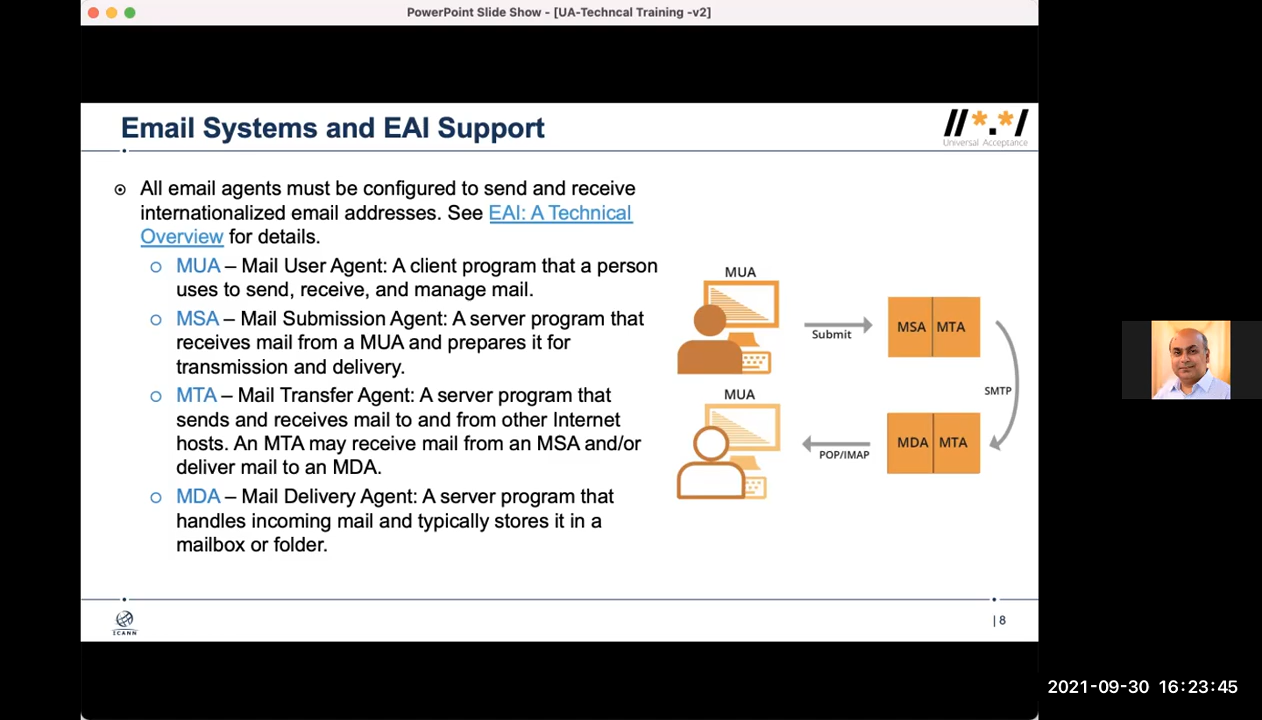 PowerPoint Slide Show - [UA-Techncal Training -v2]
Email Systems and EAI Support
//*.*/
Universal Acceptance
All email agents must be configured to send and receive
internationalized email addresses. See EAI: A Technical
Overview for details.
MUA – Mail User Agent: A client program that a person
uses to send, receive, and manage mail.
MSA – Mail Submission Agent: A server program that
receives mail from a MUA and prepares it for
transmission and delivery.
MTA – Mail Transfer Agent: A server program that
sends and receives mail to and from other Internet
hosts. An MTA may receive mail from an MSA and/or
deliver mail to an MDA.
MDA – Mail Delivery Agent: A server program that
handles incoming mail and typically stores it in a
mailbox or folder.
MUA
Submit
MSA MTA
SMTP
MUA
POP/IMAP
MDA MTA
ICANN
| 8
2021-09-30 16:23:45